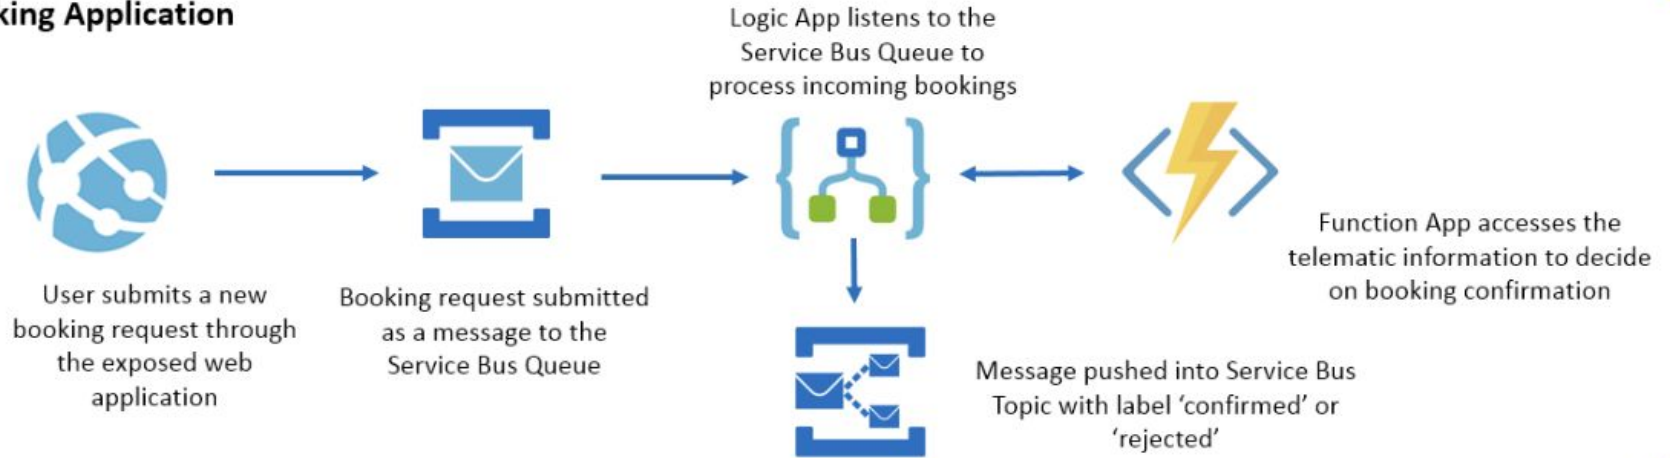 king Application
Logic App listens to the
Service Bus Queue to
process incoming bookings
User submits a new
booking request through
the exposed web
application
Booking request submitted
as a message to the
Service Bus Queue
Function App accesses the
telematic information to decide
on booking confirmation
Message pushed into Service Bus
Topic with label ‘confirmed’ or
‘rejected’